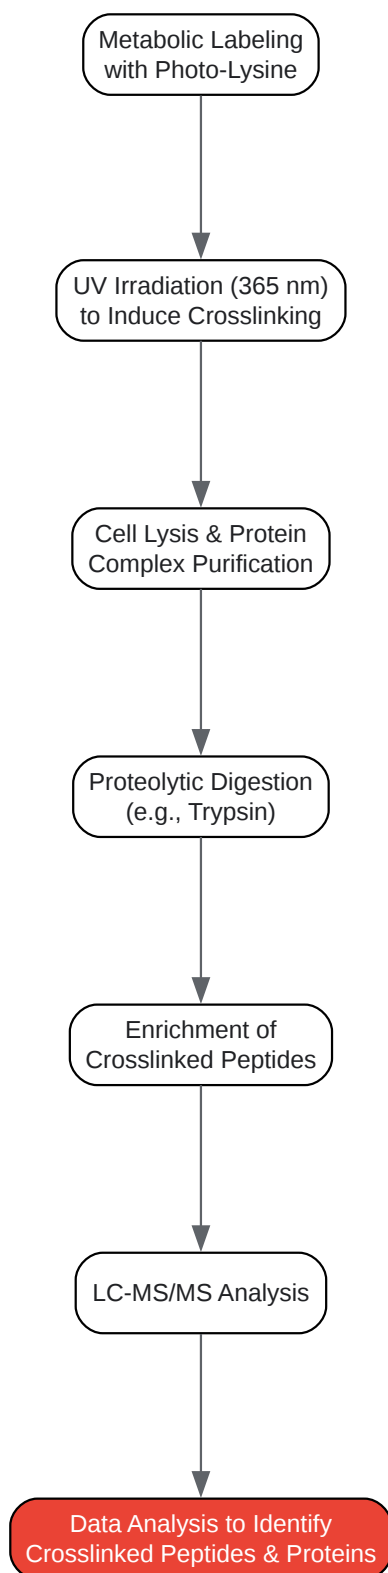 Metabolic Labeling
with Photo-Lysine
UV Irradiation (365 nm)
to Induce Crosslinking
Cell Lysis & Protein
Complex Purification
Proteolytic Digestion
(e.g., Trypsin)
Enrichment of
Crosslinked Peptides
LC-MS/MS Analysis
Data Analysis to Identify
Crosslinked Peptides & Proteins